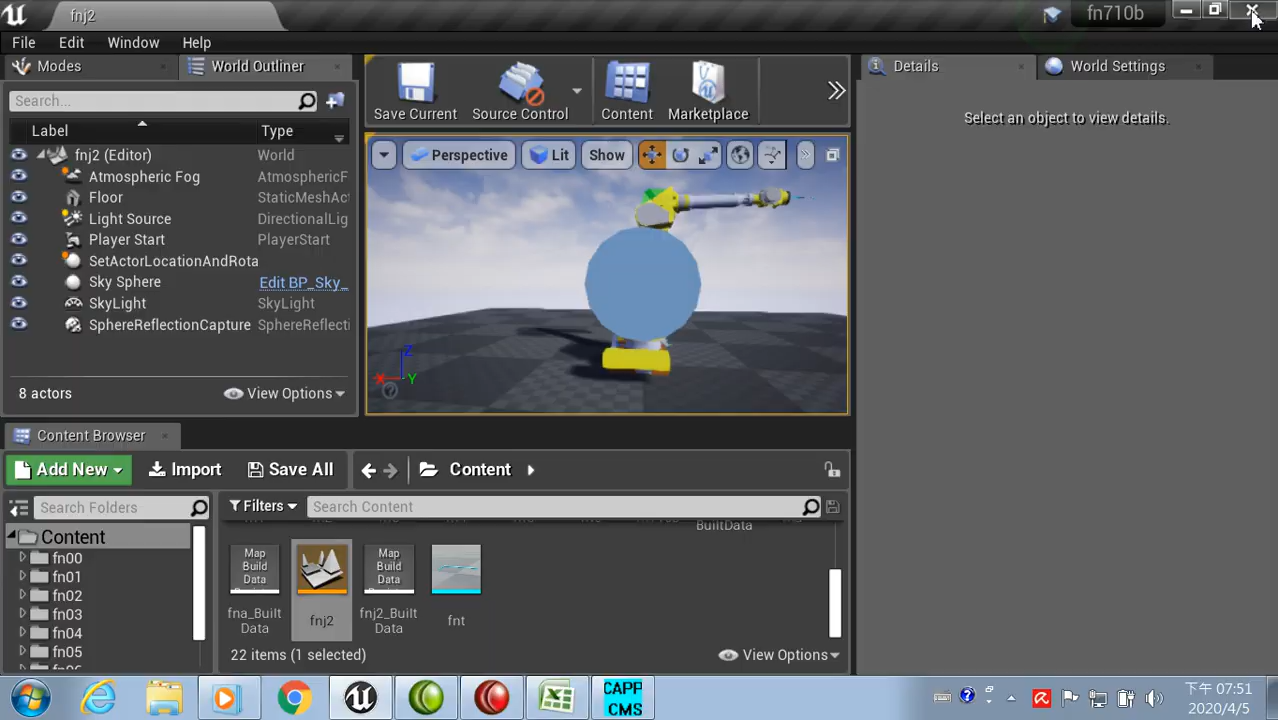 fnj2
fn710b
File Edit Window Help
Modes
World Outliner
Search...
Label Type
fnj2 (Editor) World
Atmospheric Fog AtmosphericF
Floor StaticMeshAct
Light Source DirectionalLig
Player Start PlayerStart
SetActorLocationAndRota
Sky Sphere Edit BP_Sky_
SkyLight SkyLight
SphereReflectionCapture SphereReflecti
8 actors View Options
Save Current Source Control Content Marketplace
Perspective Lit Show
Z
X Y
Details
World Settings
Select an object to view details.
Content Browser
Add New Import Save All Content
Search Folders
Filters Search Content
Content
fn00
fn01
fn02
fn03
fn04
fn05
BuiltData
Map
Build
Data
fna_Built
Data
fnj2
Map
Build
Data
fnj2_Built
Data
fnt
22 items (1 selected) View Options
CAPP
CMS
下午 07:51
2020/4/5